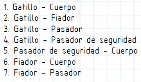 1. Gatillo - Cuerpo
2. Gatillo - Fiador
3. Gatillo - Pasador
4. Gatillo - Pasador de seguridad
5. Pasador de seguridad - Cuerpo
6. Fiador - Cuerpo
7. Fiador - Pasador